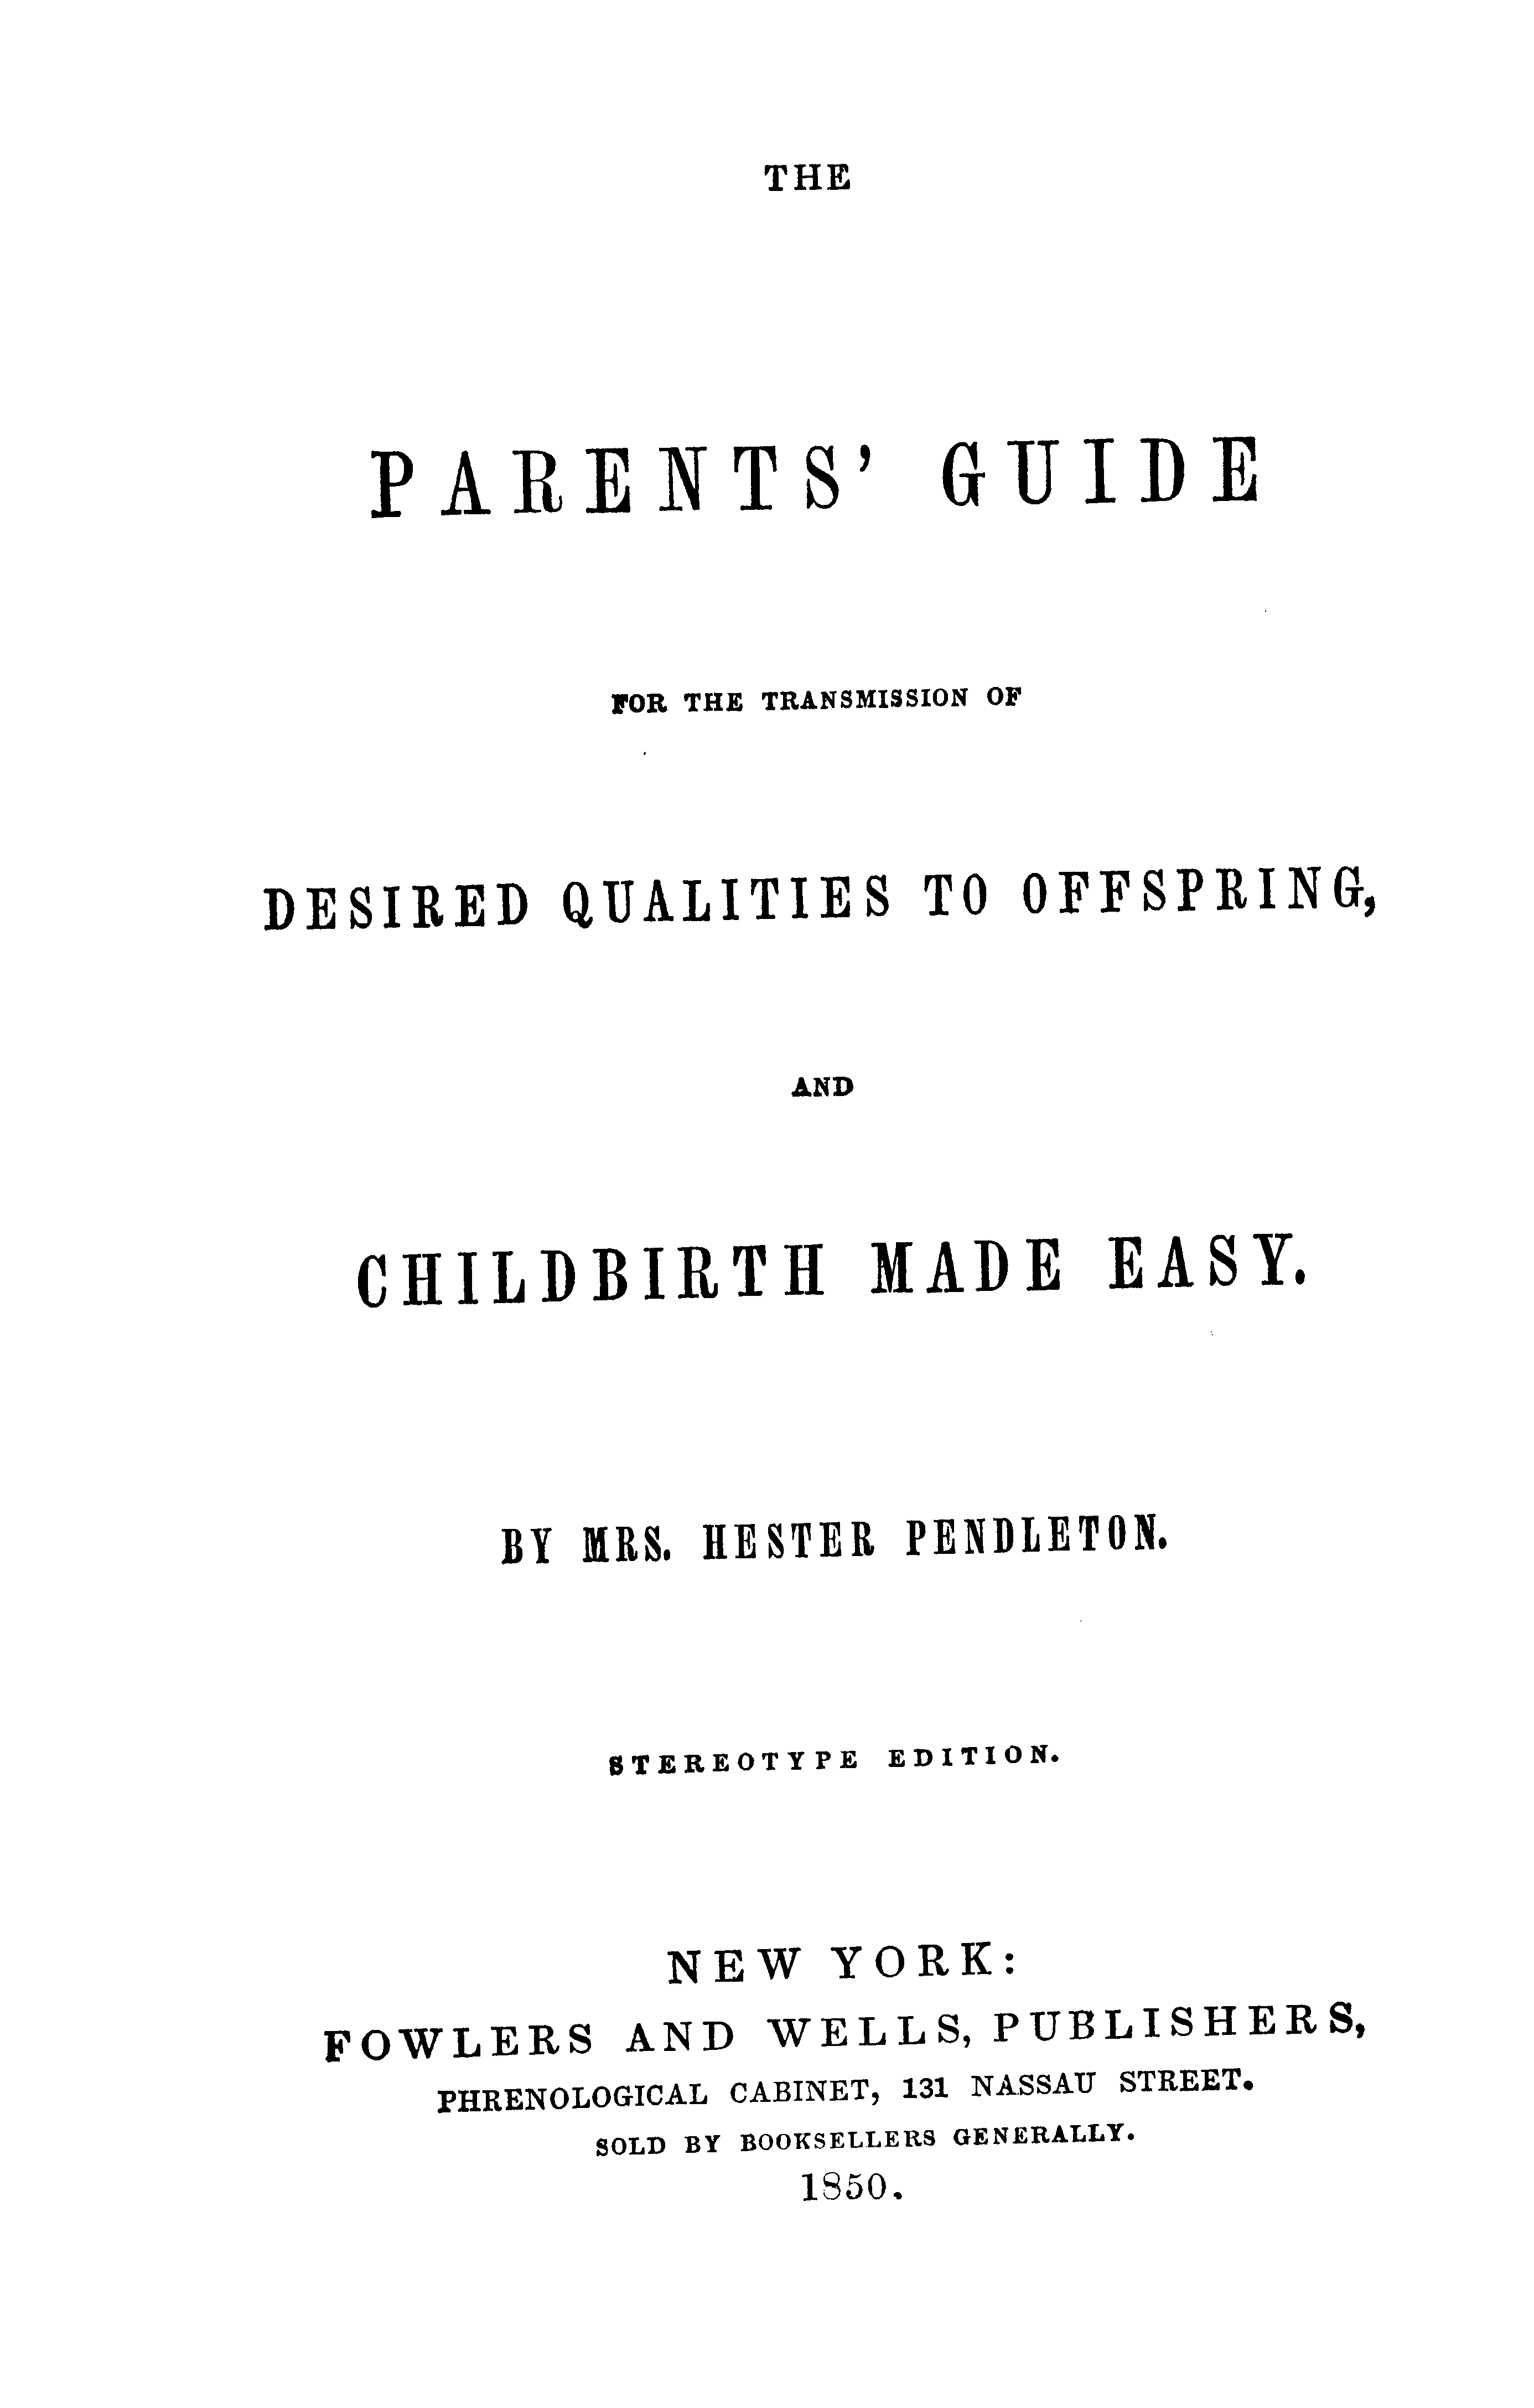 THE
PARENTS' GUIDE
FOR THE TRANSMISSION OF
DESIRED QUALITIES TO OFFSPRING,
AND
CHILDBIRTH MADE EASY.
BY MRS. HESTER PENDLETON.
STEREOTYPE EDITION.
NEW YORK:
FOWLERS AND WELLS, PUBLISHERS,
PHRENOLOGICAL CABINET, 131 NASSAU STREET.
SOLD BY BOOKSELLERS GENERALLY.
1850.